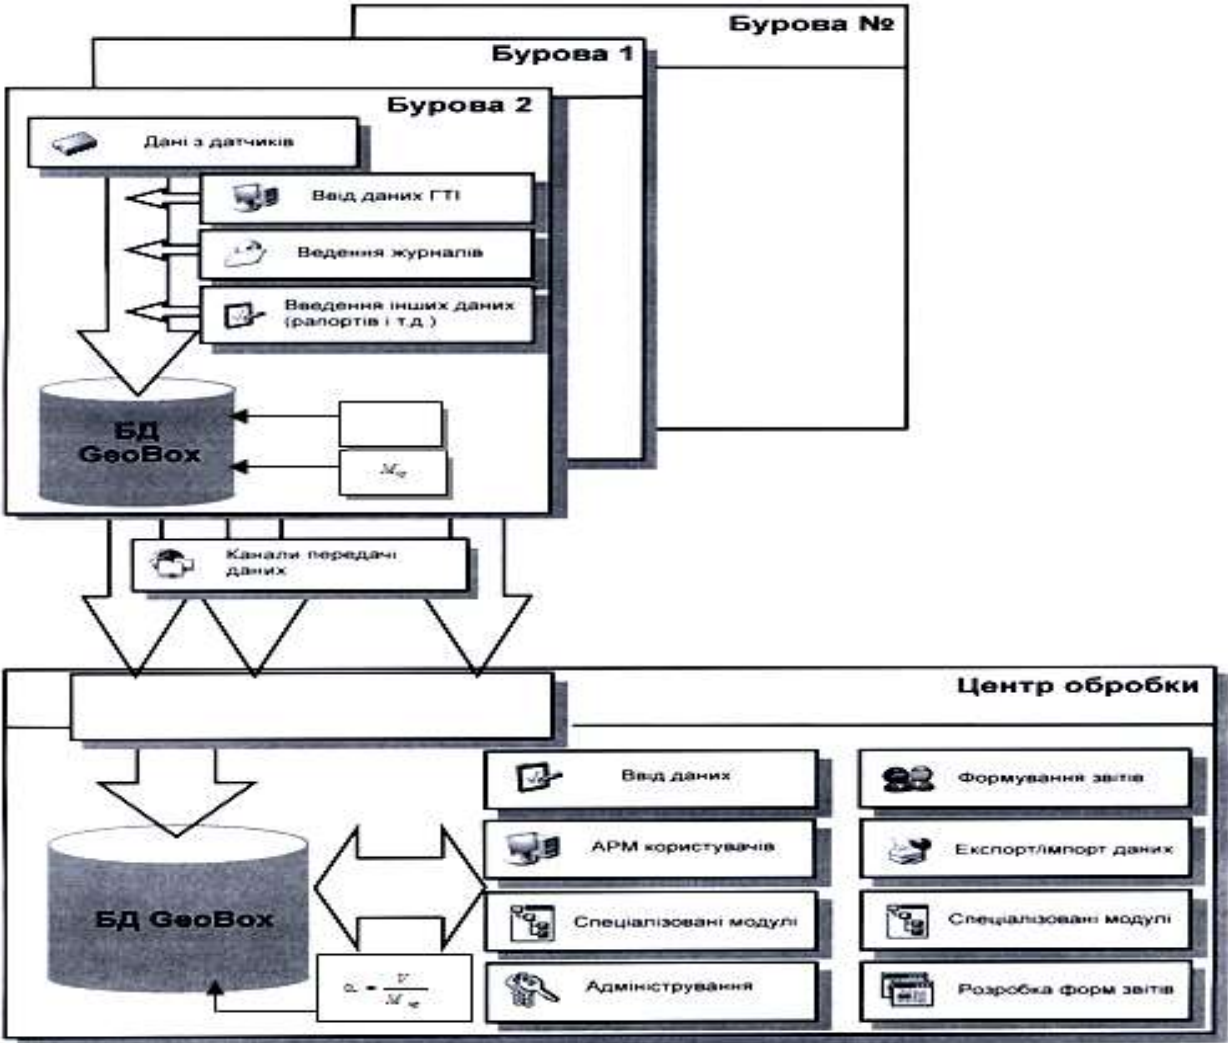 Бурова №
Бурова 1
Бурова 2
Дані з датчиків
Ввід даних ГТІ
Ведення журналів
Введення інших даних
(рапортів і т.д )
БД
GeoBox
Канали передачі
даних
Центр обробки
Ввід даних
Формування звітів
АРМ користувачів
Експорт/імпорт даних
БД GeoBox
Спеціалізовані модулі
Спеціалізовані модулі
Адміністрування
Розробка форм звітів